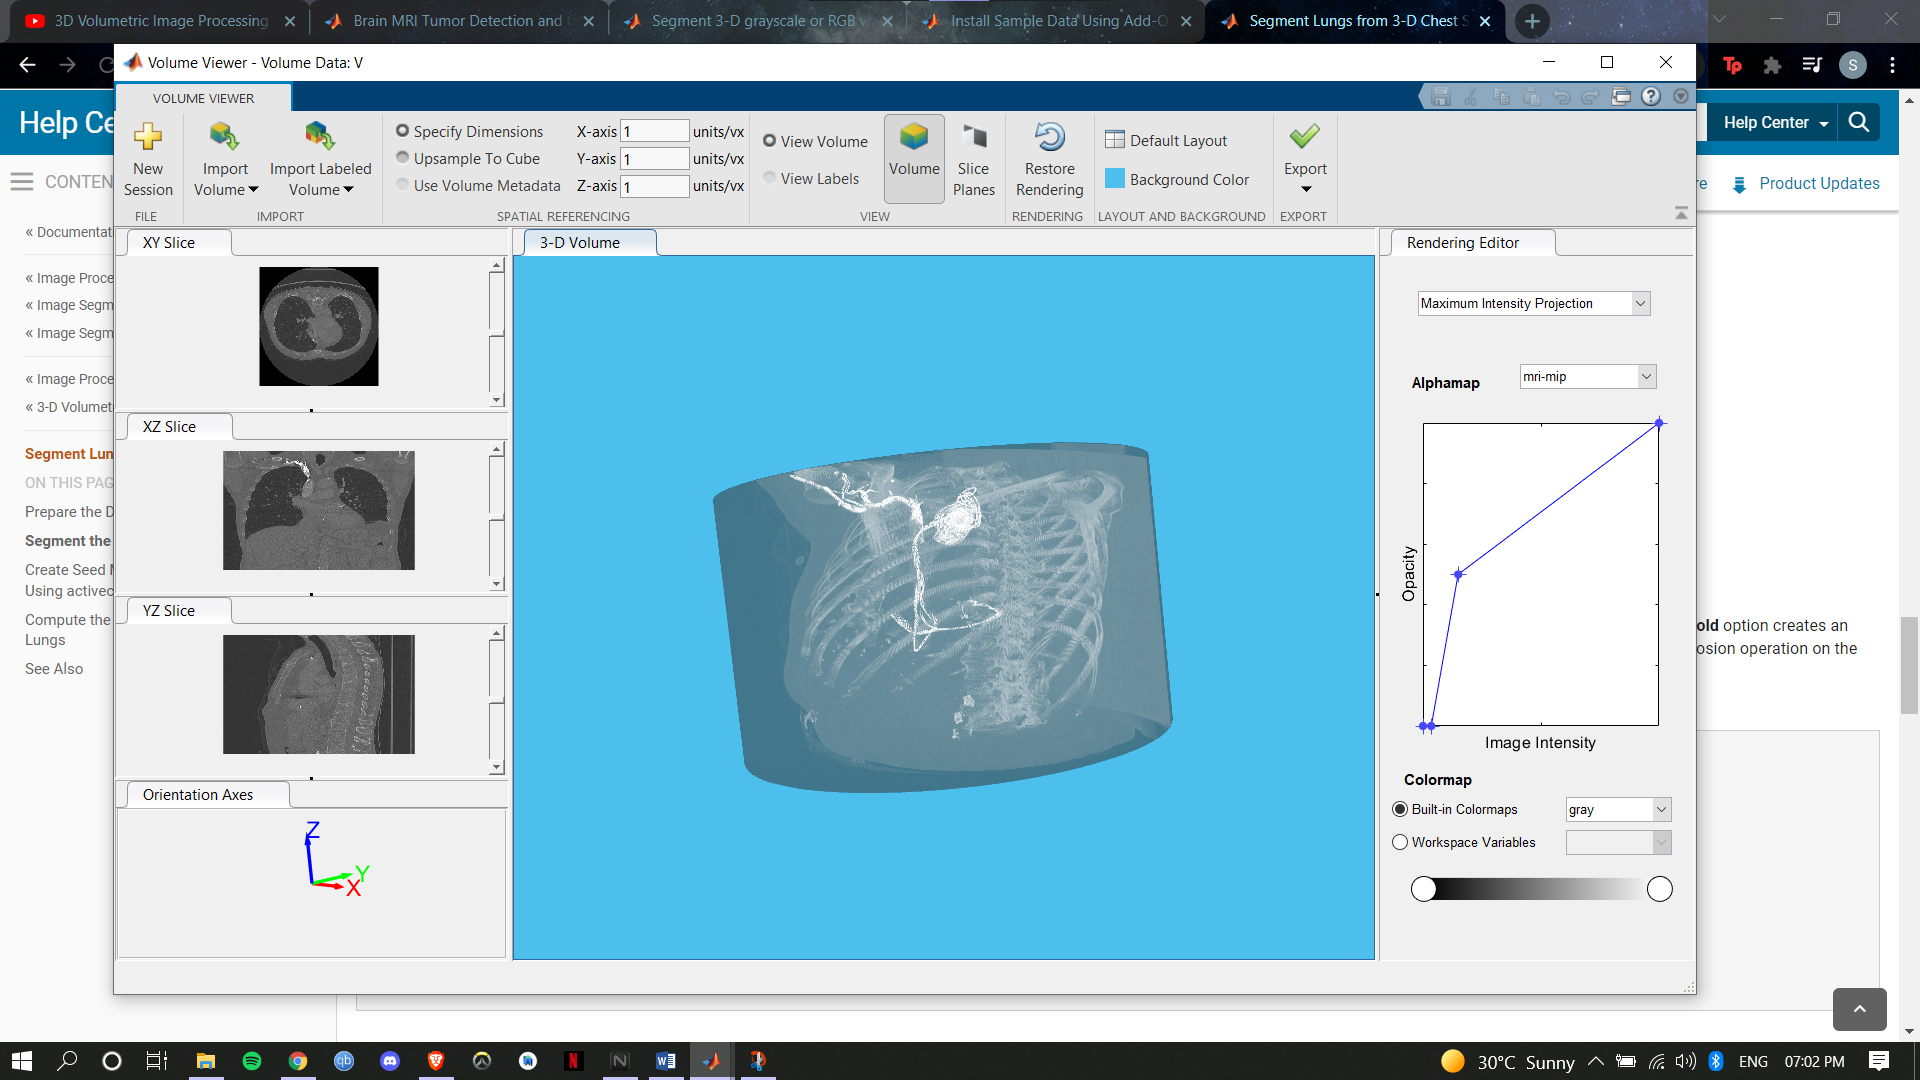 3D Volumetric Image Processing
Brain MRI Tumor Detection and
Segment 3-D grayscale or RGB v
Install Sample Data Using Add-O
Segment Lungs from 3-D Chest S
Volume Viewer - Volume Data: V
Tp
S
VOLUME VIEWER
Help Ce
Help Center
New Session
Import Volume
Import Labeled Volume
Specify Dimensions
Upsample To Cube
Use Volume Metadata
X-axis 1 units/vx
Y-axis 1 units/vx
Z-axis 1 units/vx
View Volume
View Labels
Volume
Slice Planes
Restore Rendering
Default Layout
Background Color
Export
FILE
IMPORT
SPATIAL REFERENCING
VIEW
RENDERING
LAYOUT AND BACKGROUND
EXPORT
CONTEN
re
Product Updates
« Documentat
« Image Proce
« Image Segm
« Image Segm
« Image Proce
« 3-D Volumet
Segment Lun
ON THIS PAG
Prepare the D
Segment the
Create Seed M
Using activec
Compute the
Lungs
See Also
XY Slice
XZ Slice
YZ Slice
Orientation Axes
Z
Y
X
3-D Volume
Rendering Editor
Maximum Intensity Projection
Alphamap
mri-mip
Opacity
Image Intensity
Colormap
Built-in Colormaps
gray
Workspace Variables
old option creates an
osion operation on the
qb
N
N
30°C Sunny
ENG
07:02 PM